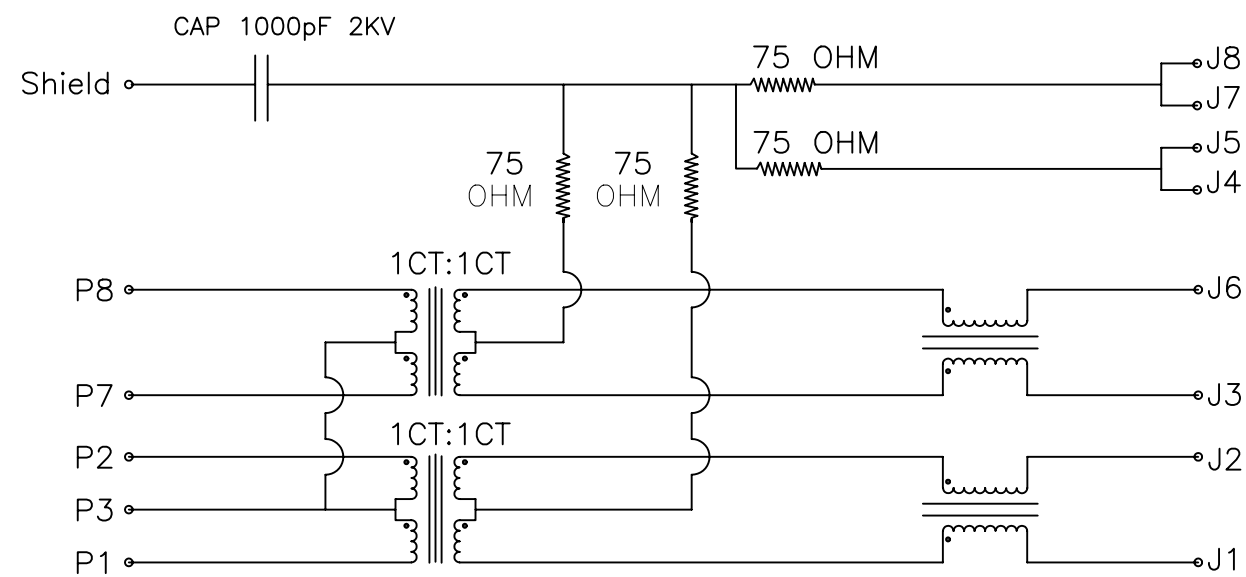 CAP 1000pF 2KV
Shield
75 OHM
J8
J7
75 OHM
J5
J4
75
OHM
75
OHM
1CT:1CT
P8
J6
P7
J3
1CT:1CT
P2
J2
P3
P1
J1